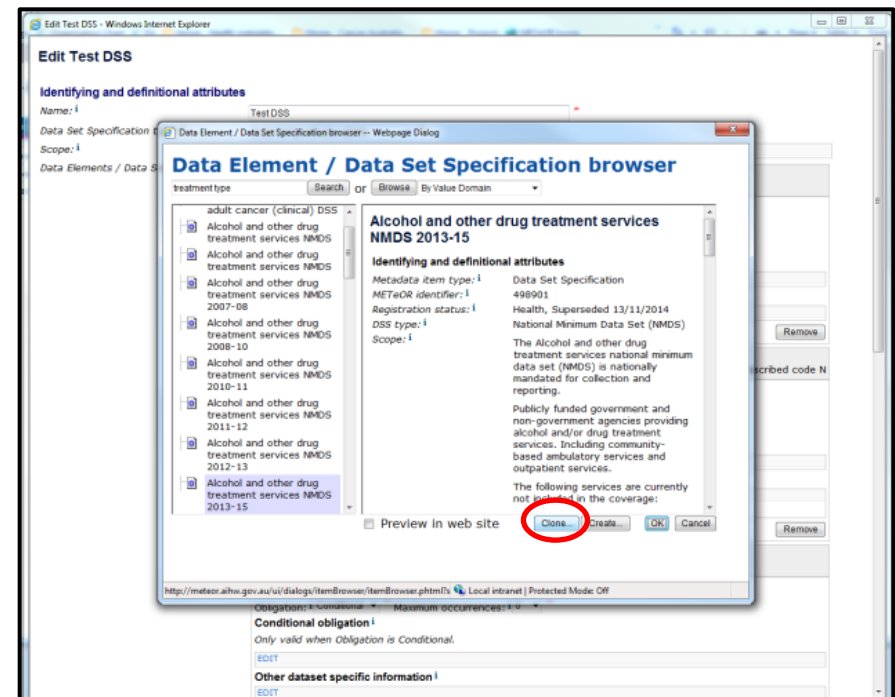 Edit Test DSS - Windows Internet Explorer
Edit Test DSS
Identifying and definitional attributes
Name: i
Test DSS
*
Data Set Specification
Scope: i
Data Elements / Data S
Data Element / Data Set Specification browser -- Webpage Dialog
Data Element / Data Set Specification browser
treatment type
Search
or
Browse
By Value Domain
adult cancer (clinical) DSS
Alcohol and other drug
treatment services NMDS
Alcohol and other drug
treatment services NMDS
Alcohol and other drug
treatment services NMDS
2007-08
Alcohol and other drug
treatment services NMDS
2008-10
Alcohol and other drug
treatment services NMDS
2010-11
Alcohol and other drug
treatment services NMDS
2011-12
Alcohol and other drug
treatment services NMDS
2012-13
Alcohol and other drug
treatment services NMDS
2013-15
Alcohol and other drug treatment services
NMDS 2013-15
Identifying and definitional attributes
Metadata item type: i Data Set Specification
METeOR identifier: i 498901
Registration status: i Health, Superseded 13/11/2014
DSS type: i National Minimum Data Set (NMDS)
Scope: i The Alcohol and other drug
treatment services national minimum
data set (NMDS) is nationally
mandated for collection and
reporting.
Publicly funded government and
non-government agencies providing
alcohol and/or drug treatment
services. Including community-
based ambulatory services and
outpatient services.
The following services are currently
not included in the coverage:
Preview in web site
Clone...
Create...
OK
Cancel
http://meteor.aihw.gov.au/ui/dialogs/itemBrowser/itemBrowser.phtml?s Local intranet | Protected Mode: Off
Remove
scribed code N
Remove
Obligation: i Conditional Maximum occurrences: i
Conditional obligation i
Only valid when Obligation is Conditional.
EDIT
Other dataset specific information i
EDIT